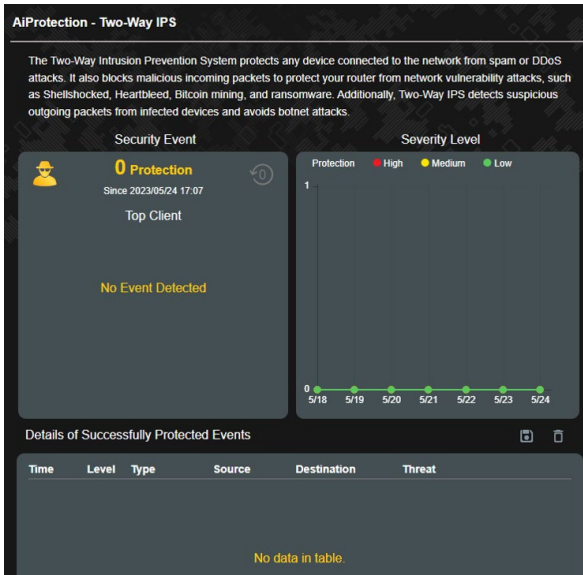 AiProtection - Two-Way IPS
The Two-Way Intrusion Prevention System protects any device connected to the network from spam or DDoS
attacks. It also blocks malicious incoming packets to protect your router from network vulnerability attacks, such
as Shellshocked, Heartbleed, Bitcoin mining, and ransomware. Additionally, Two-Way IPS detects suspicious
outgoing packets from infected devices and avoids botnet attacks.
Security Event
0 Protection
0
Since 2023/05/24 17:07
Top Client
No Event Detected
Severity Level
Protection High Medium Low
1
0
5/18 5/19 5/20 5/21 5/22 5/23 5/24
Details of Successfully Protected Events
Time Level Type Source Destination Threat
No data in table.